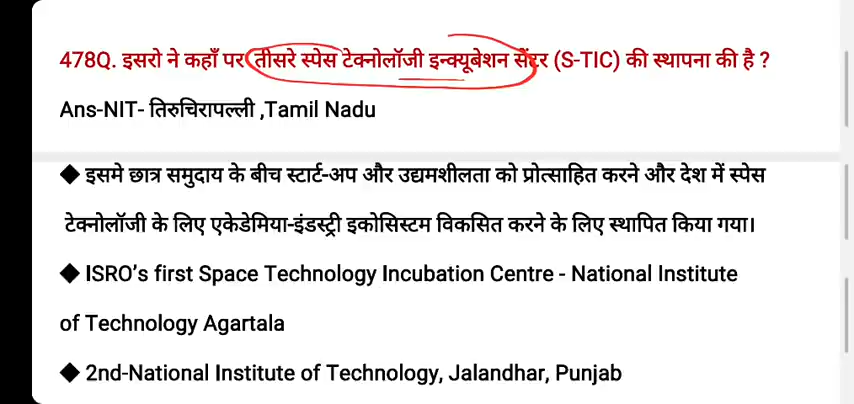 478Q. इसरो ने कहाँ पर तीसरे स्पेस टेक्नोलॉजी इन्क्यूबेशन सेंटर (S-TIC) की स्थापना की है ?
Ans-NIT- तिरुचिरापल्ली ,Tamil Nadu
◆ इसमे छात्र समुदाय के बीच स्टार्ट-अप और उद्यमशीलता को प्रोत्साहित करने और देश में स्पेस
टेक्नोलॉजी के लिए एकेडेमिया-इंडस्ट्री इकोसिस्टम विकसित करने के लिए स्थापित किया गया।
◆ ISRO’s first Space Technology Incubation Centre - National Institute
of Technology Agartala
◆ 2nd-National Institute of Technology, Jalandhar, Punjab